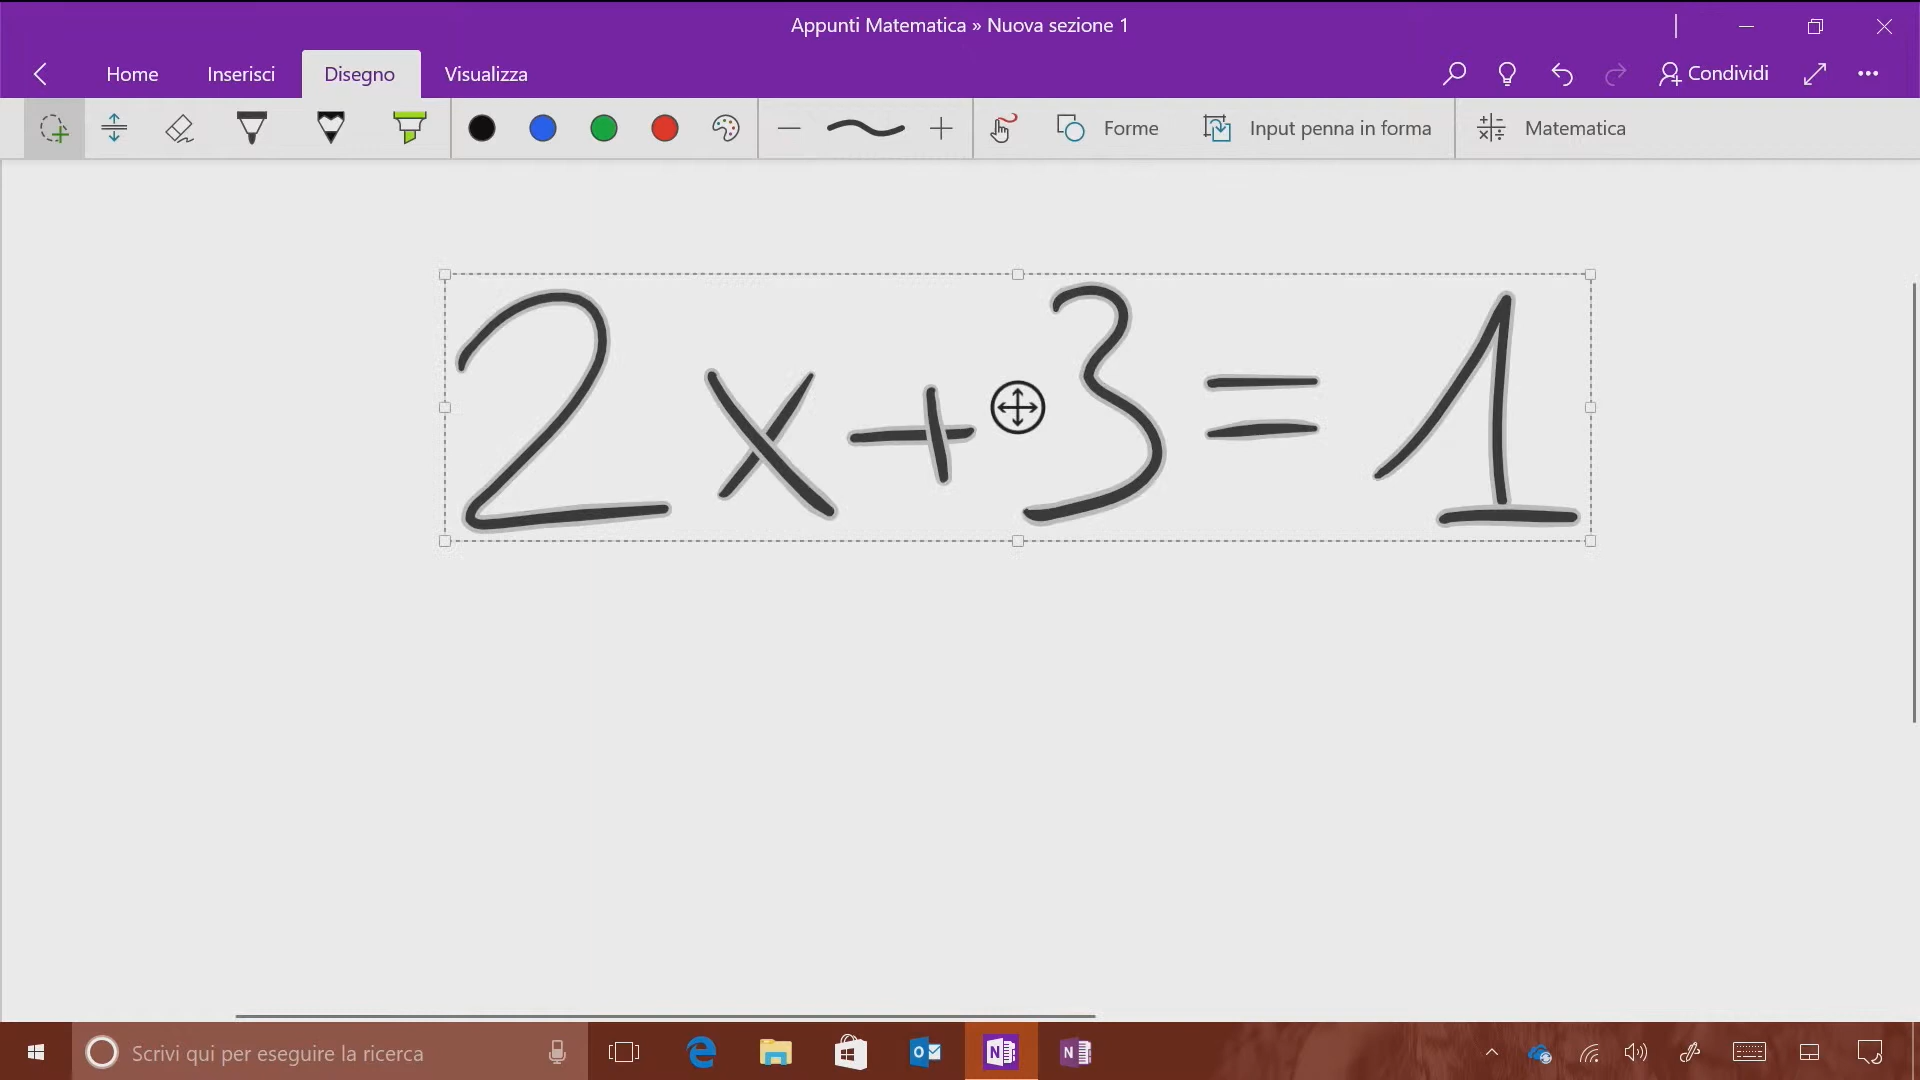 Appunti Matematica » Nuova sezione 1
Home Inserisci Disegno Visualizza Condividi
Forme Input penna in forma Matematica
2x+3=1
Scrivi qui per eseguire la ricerca